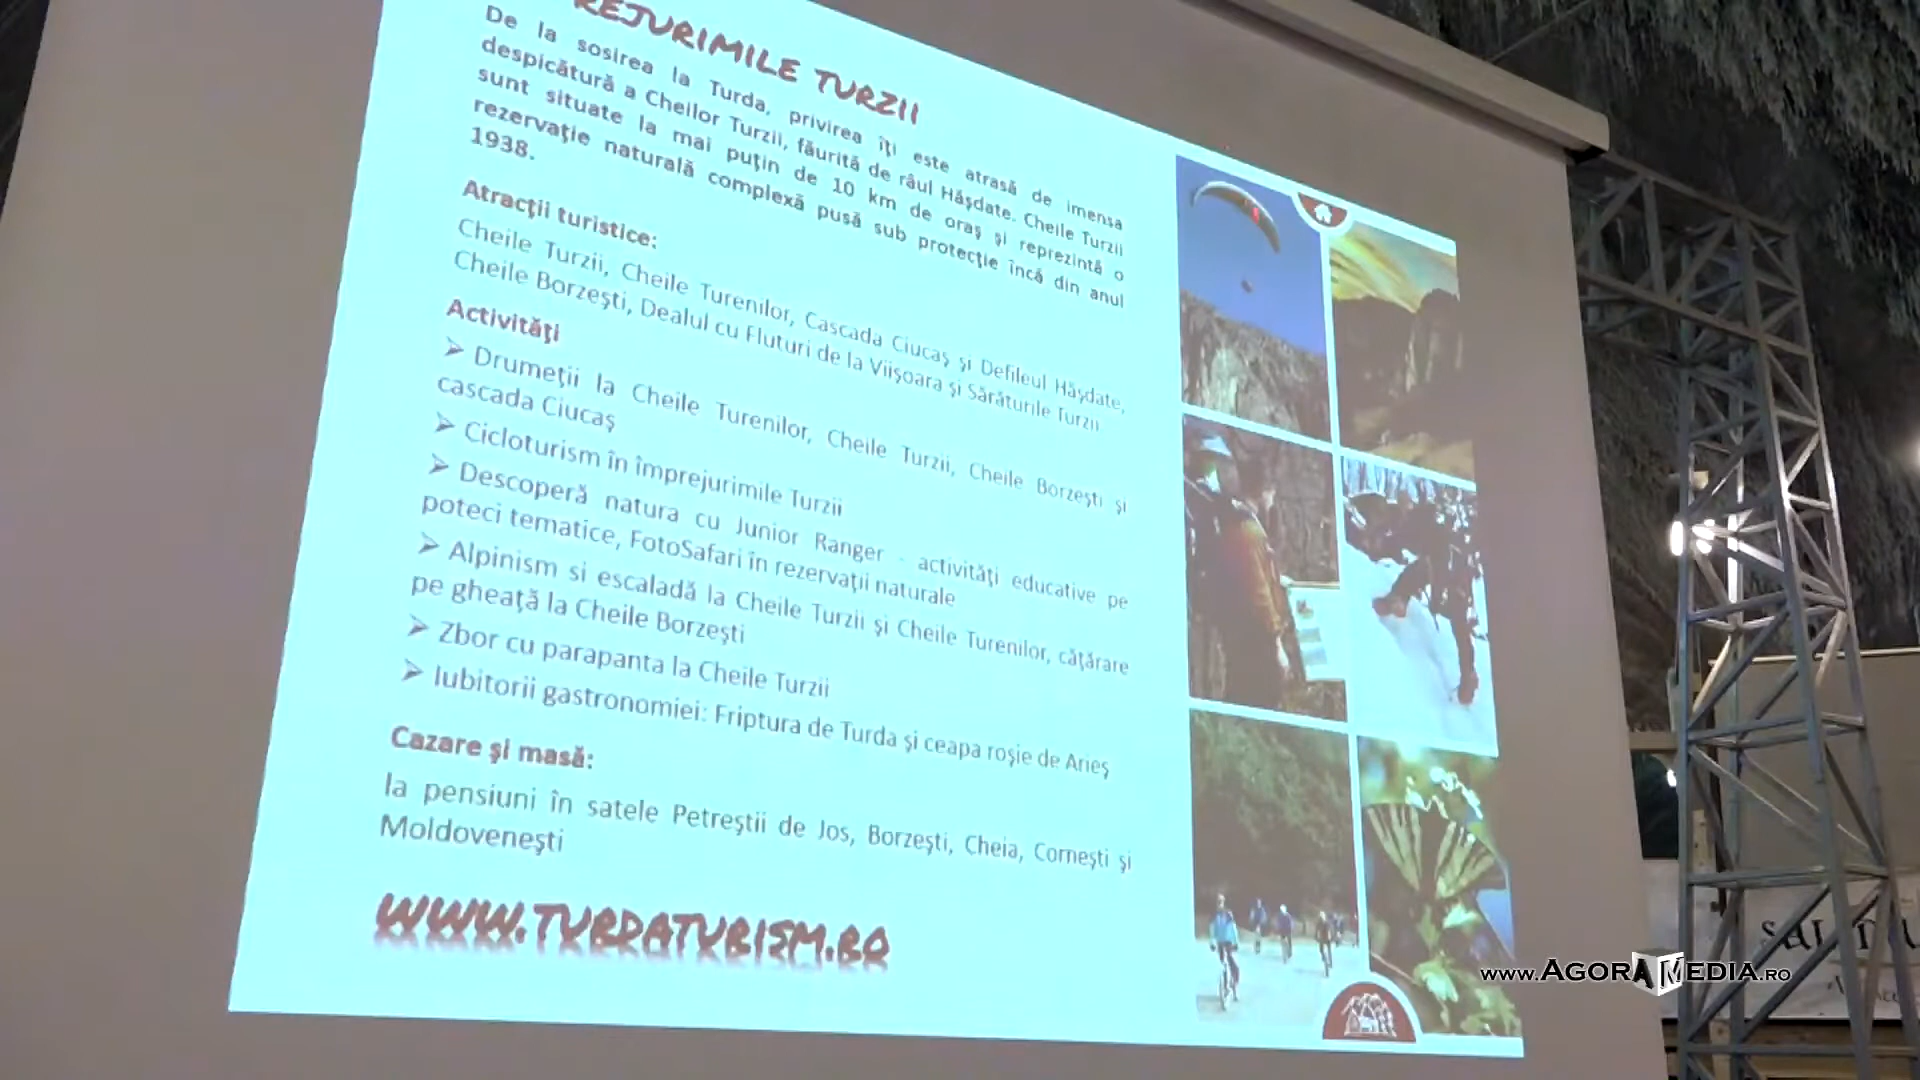 REJURIMILE TURZII
De la sosirea la Turda, privirea îţi este atrasă de imensa
despicătură a Cheilor Turzii, făurită de râul Hăşdate. Cheile Turzii
sunt situate la mai puţin de 10 km de oraş şi reprezintă o
rezervaţie naturală complexă pusă sub protecţie încă din anul
1938.
Atracţii turistice:
Cheile Turzii, Cheile Turenilor, Cascada Ciucaş şi Defileul Hăşdate,
Cheile Borzeşti, Dealul cu Fluturi de la Viişoara şi Sărăturile Turzii
Activităţi
➢ Drumeţii la Cheile Turenilor, Cheile Turzii, Cheile Borzeşti şi
cascada Ciucaş
➢ Cicloturism în împrejurimile Turzii
➢ Descoperă natura cu Junior Ranger - activităţi educative pe
poteci tematice, FotoSafari în rezervaţii naturale
➢ Alpinism si escaladă la Cheile Turzii şi Cheile Turenilor, căţărare
pe gheaţă la Cheile Borzeşti
➢ Zbor cu parapanta la Cheile Turzii
➢ Iubitorii gastronomiei: Friptura de Turda şi ceapa roşie de Arieş
Cazare şi masă:
la pensiuni în satele Petreştii de Jos, Borzeşti, Cheia, Corneşti şi
Moldoveneşti
WWW.TURDATURISM.RO
www.AGORAMEDIA.RO